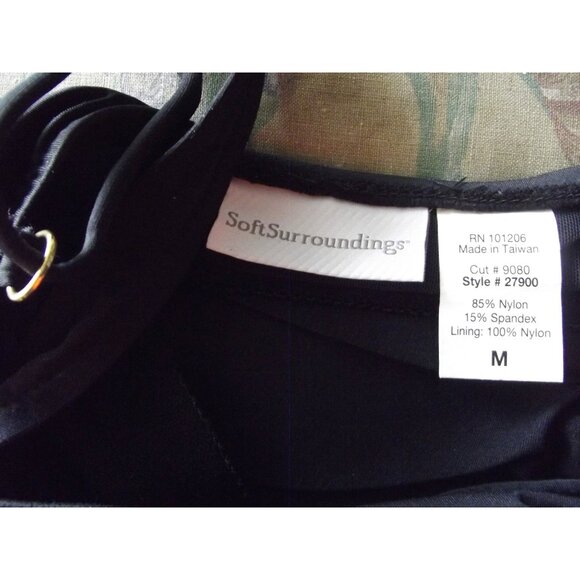 SoftSurroundings
RN 101206
Made in Taiwan
Cut # 9080
Style # 27900
85% Nylon
15% Spandex
Lining: 100% Nylon
M